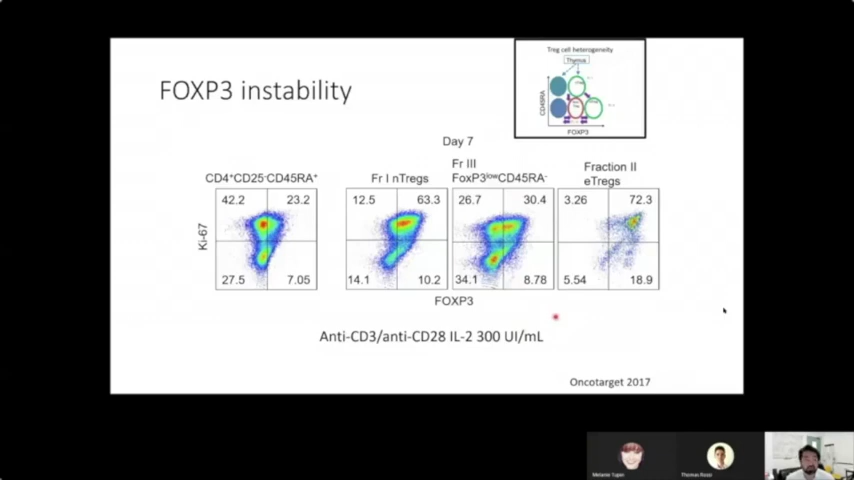 FOXP3 instability
Treg cell heterogeneity
Thymus
CD45RA
FOXP3
Day 7
CD4⁺CD25⁻CD45RA⁺
Fr I nTregs
Fr III
FoxP3ˡᵒʷCD45RA⁻
Fraction II
eTregs
42.2 23.2
12.5 63.3
26.7 30.4
3.26 72.3
Ki-67
27.5 7.05
14.1 10.2
34.1 8.78
5.54 18.9
FOXP3
Anti-CD3/anti-CD28 IL-2 300 UI/mL
Oncotarget 2017
Thomas Rossi